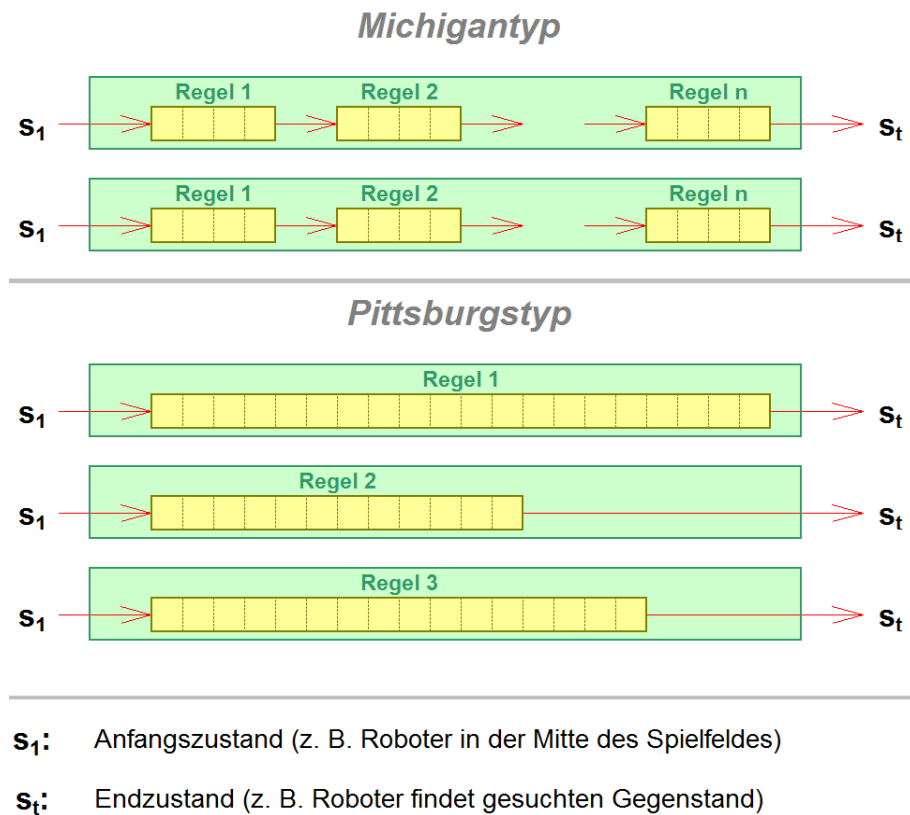 Michigantyp
Regel 1 Regel 2 Regel n
s1 st
Regel 1 Regel 2 Regel n
s1 st
Pittsburgstyp
Regel 1
s1 st
Regel 2
s1 st
Regel 3
s1 st
s1: Anfangszustand (z. B. Roboter in der Mitte des Spielfeldes)
st: Endzustand (z. B. Roboter findet gesuchten Gegenstand)